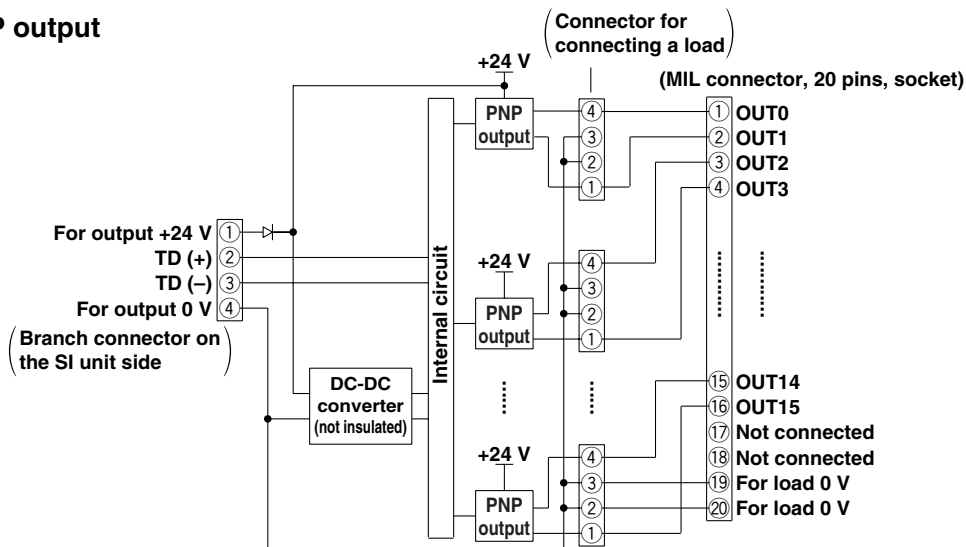 P output
Connector for
connecting a load
+24 V
(MIL connector, 20 pins, socket)
PNP
output
④
③
②
①
① OUT0
② OUT1
③ OUT2
④ OUT3
For output +24 V ①
TD (+) ②
TD (–) ③
For output 0 V ④
(Branch connector on
the SI unit side)
Internal circuit
+24 V
PNP
output
④
③
②
①
DC-DC
converter
(not insulated)
⑮ OUT14
⑯ OUT15
⑰ Not connected
⑱ Not connected
⑲ For load 0 V
⑳ For load 0 V
+24 V
PNP
output
④
③
②
①